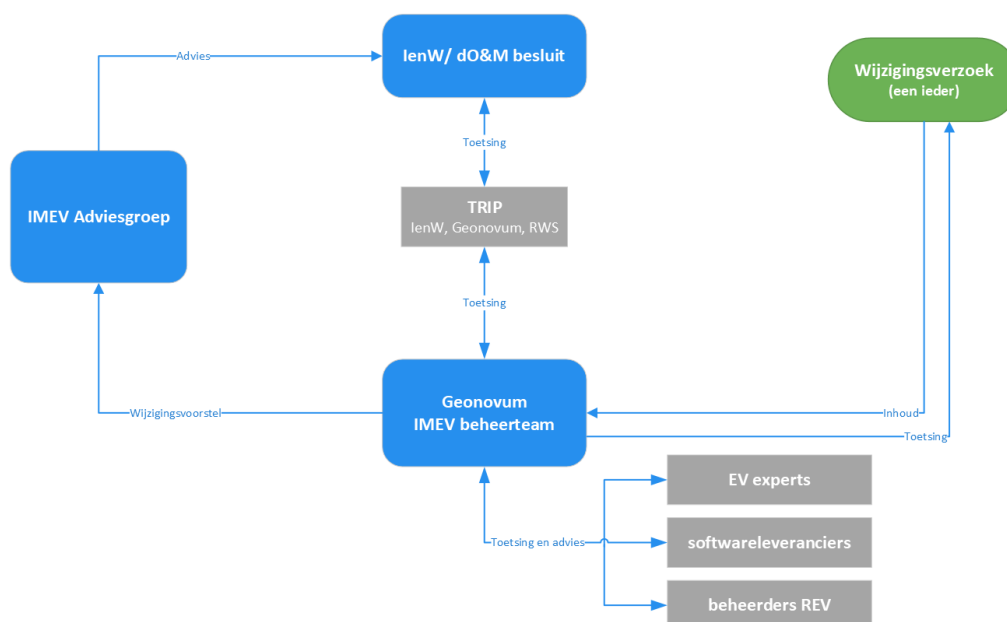 Advies
IenW/ dO&M besluit
Wijzigingsverzoek
(een ieder)
Toetsing
IMEV Adviesgroep
TRIP
IenW, Geonovum, RWS
Toetsing
Geonovum
IMEV beheerteam
Wijzigingsvoorstel
Inhoud
Toetsing
EV experts
Toetsing en advies
softwareleveranciers
beheerders REV